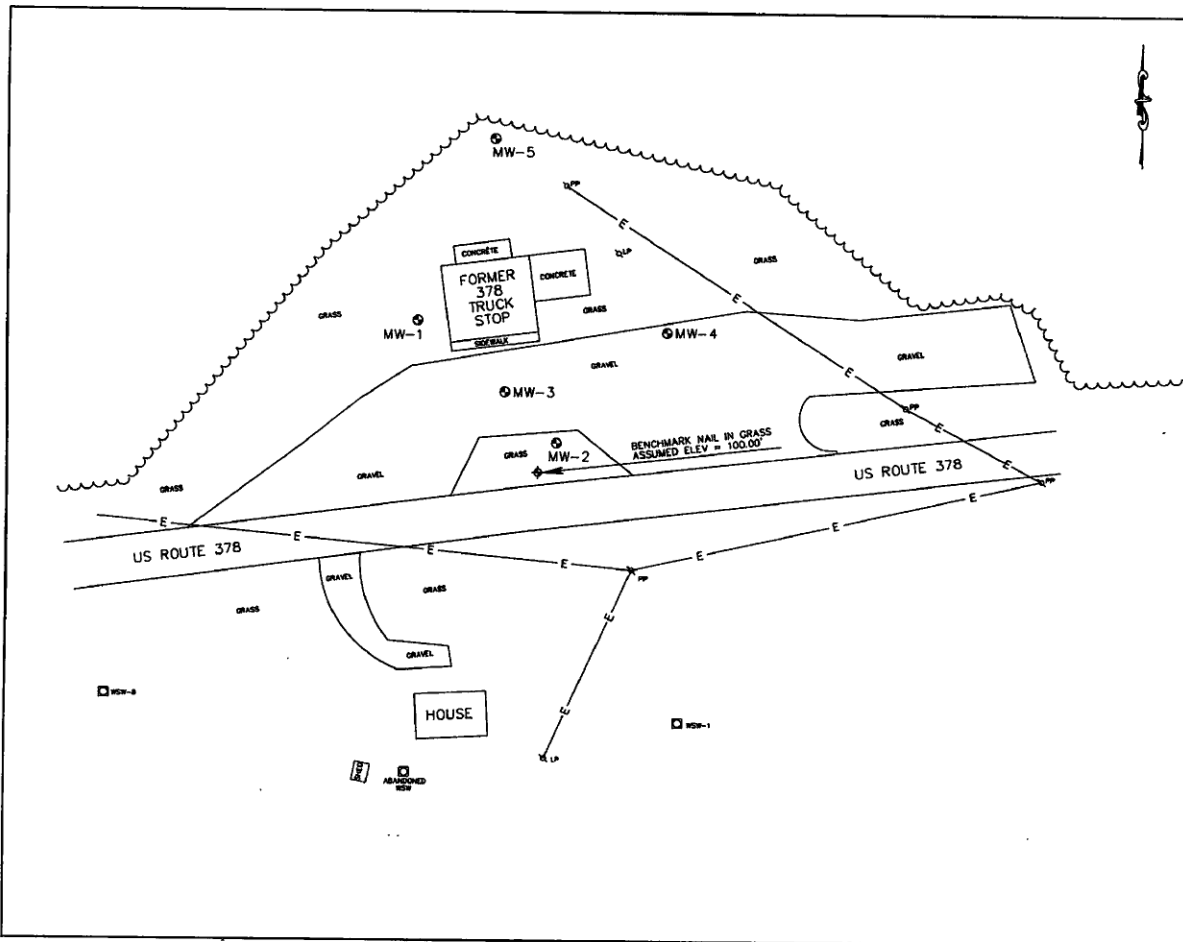 MW-5
PP
E
LP
CONCRETE
GRASS
FORMER
378
TRUCK
STOP
CONCRETE
E
GRASS
GRASS
MW-1
MW-4
SIDEWALK
GRAVEL
GRAVEL
E
MW-3
PP
GRASS
E
BENCHMARK NAIL IN GRASS
ASSUMED ELEV = 100.00'
GRASS
MW-2
US ROUTE 378
GRAVEL
GRASS
PP
E
E
E
E
E
E
US ROUTE 378
PP
GRAVEL
GRASS
GRASS
E
GRAVEL
WSW-8
HOUSE
E
WSW-1
LP
SHED
ABANDONED
WSW